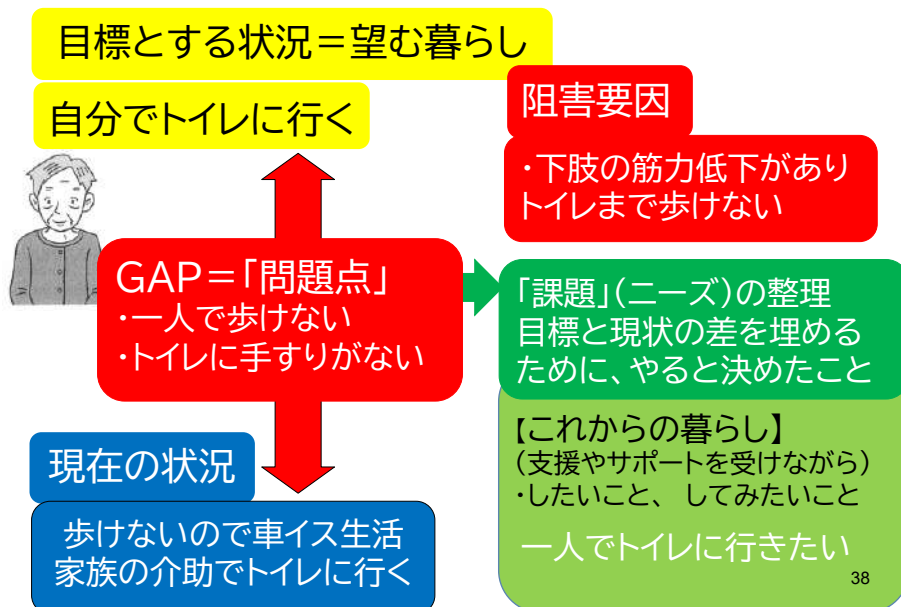 目標とする状況＝望む暮らし
自分でトイレに行く
阻害要因
・下肢の筋力低下があり
トイレまで歩けない
GAP＝「問題点」
・一人で歩けない
・トイレに手すりがない
「課題」（ニーズ）の整理
目標と現状の差を埋める
ために、やると決めたこと
【これからの暮らし】
（支援やサポートを受けながら）
・したいこと、してみたいこと
一人でトイレに行きたい
現在の状況
歩けないので車イス生活
家族の介助でトイレに行く
38